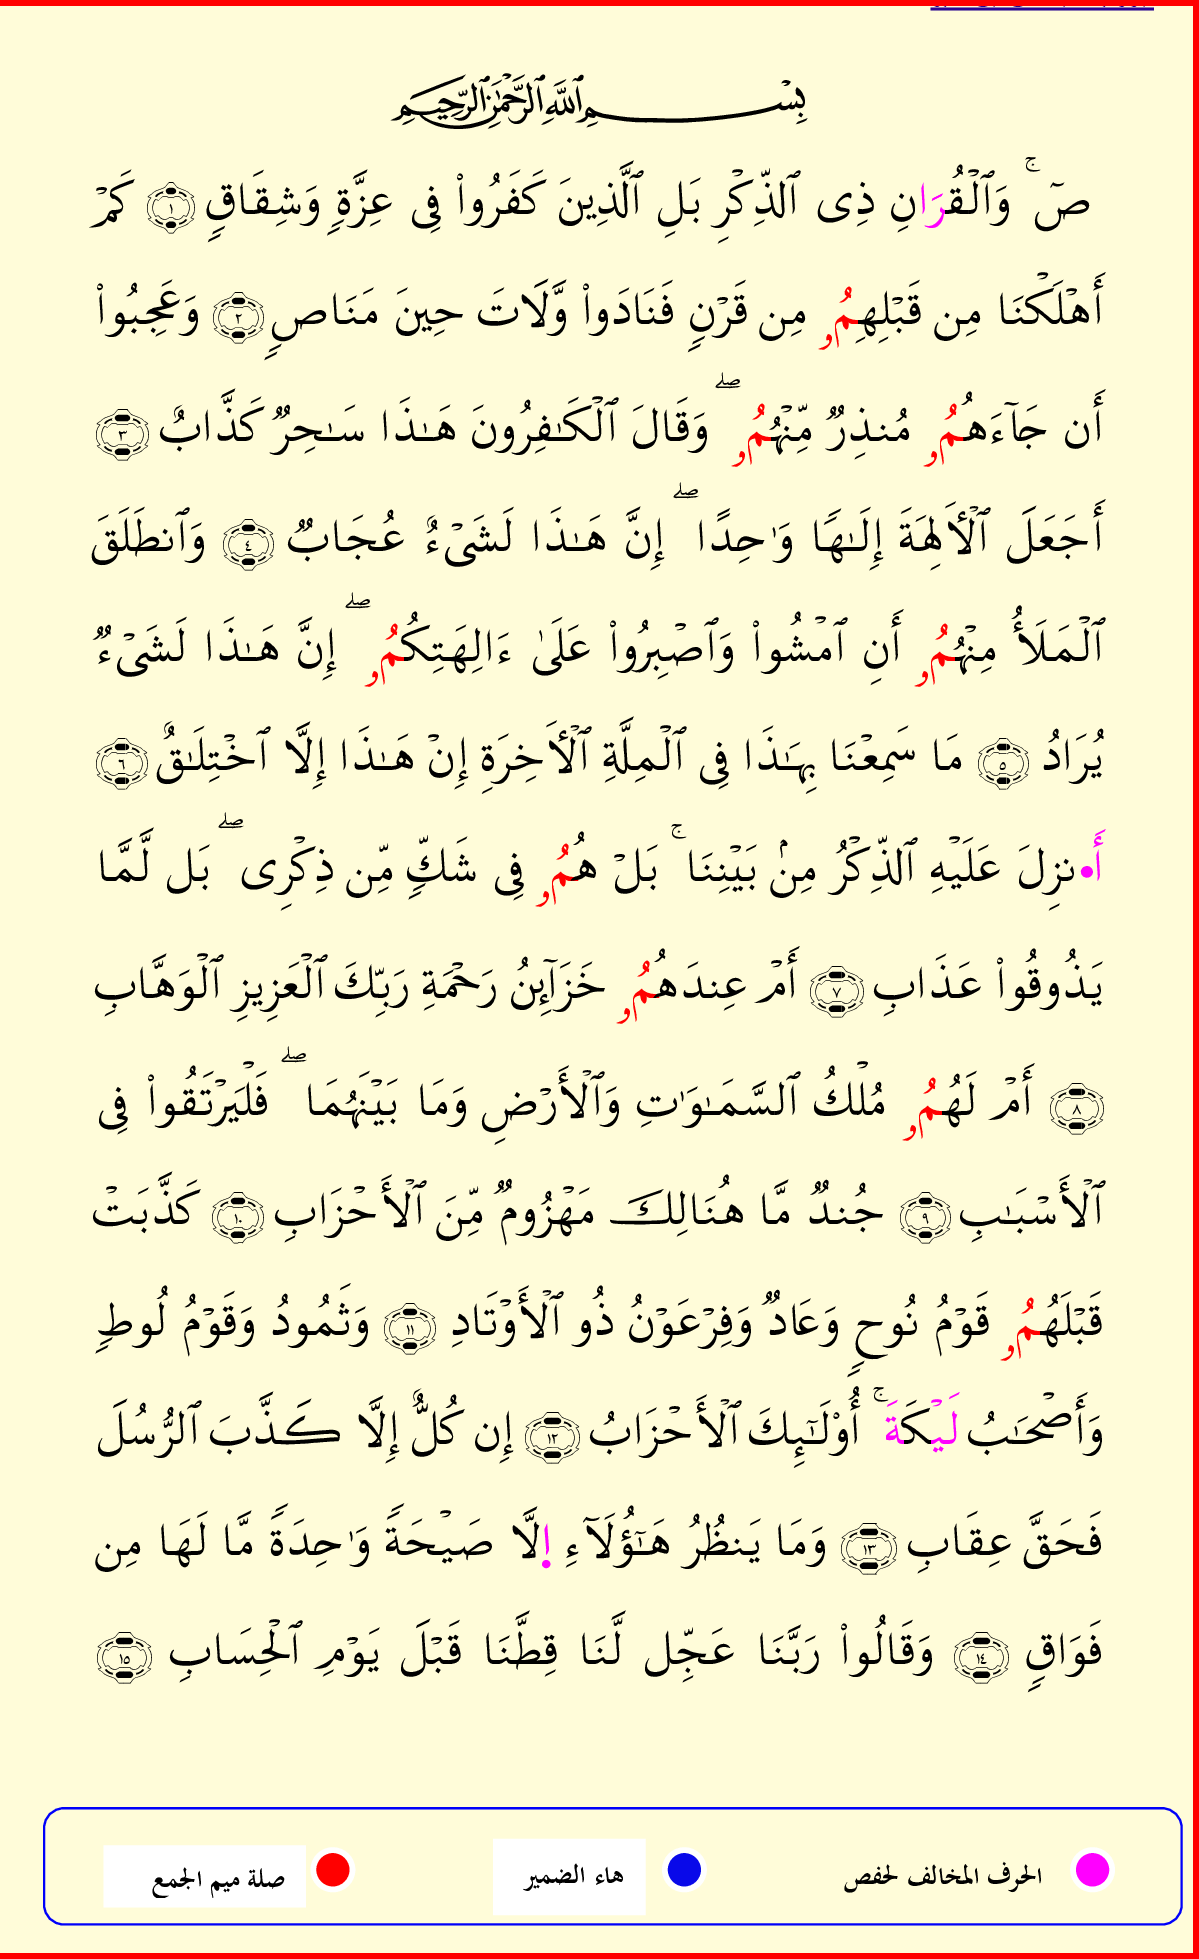 بِسْمِ ٱللَّهِ ٱلرَّحْمَٰنِ ٱلرَّحِيمِ
صٓ ۚ وَٱلْقُرَانِ ذِى ٱلذِّكْرِ بَلِ ٱلَّذِينَ كَفَرُوا۟ فِى عِزَّةٍ وَشِقَاقٍ ١ كَمْ
أَهْلَكْنَا مِن قَبْلِهِمُۥ مِن قَرْنٍ فَنَادَوا۟ وَّلَاتَ حِينَ مَنَاصٍ ٢ وَعَجِبُوا۟
أَن جَآءَهُمُۥ مُنذِرٌ مِّنْهُمُۥ ۖ وَقَالَ ٱلْكَـٰفِرُونَ هَـٰذَا سَـٰحِرٌ كَذَّابٌ ٣
أَجَعَلَ ٱلْأَلِهَةَ إِلَـٰهًا وَٰحِدًا ۖ إِنَّ هَـٰذَا لَشَىْءٌ عُجَابٌ ٤ وَٱنطَلَقَ
ٱلْمَلَأُ مِنْهُمُۥ أَنِ ٱمْشُوا۟ وَٱصْبِرُوا۟ عَلَىٰ ءَالِهَتِكُمُۥ ۖ إِنَّ هَـٰذَا لَشَىْءٌ
يُرَادُ ٥ مَا سَمِعْنَا بِهَـٰذَا فِى ٱلْمِلَّةِ ٱلْأَخِرَةِ إِنْ هَـٰذَا إِلَّا ٱخْتِلَـٰقٌ ٦
أَ•نزِلَ عَلَيْهِ ٱلذِّكْرُ مِنۢ بَيْنِنَا ۚ بَلْ هُمُۥ فِى شَكٍّ مِّن ذِكْرِى ۖ بَل لَّمَّا
يَذُوقُوا۟ عَذَابِ ٧ أَمْ عِندَهُمُۥ خَزَآئِنُ رَحْمَةِ رَبِّكَ ٱلْعَزِيزِ ٱلْوَهَّابِ
٨ أَمْ لَهُمُۥ مُلْكُ ٱلسَّمَـٰوَٰتِ وَٱلْأَرْضِ وَمَا بَيْنَهُمَا ۖ فَلْيَرْتَقُوا۟ فِى
ٱلْأَسْبَـٰبِ ٩ جُندٌ مَّا هُنَالِكَ مَهْزُومٌ مِّنَ ٱلْأَحْزَابِ ١٠ كَذَّبَتْ
قَبْلَهُمُۥ قَوْمُ نُوحٍ وَعَادٌ وَفِرْعَوْنُ ذُو ٱلْأَوْتَادِ ١١ وَثَمُودُ وَقَوْمُ لُوطٍ
وَأَصْحَـٰبُ لَيْكَةَ ۚ أُو۟لَـٰٓئِكَ ٱلْأَحْزَابُ ١٢ إِن كُلٌّ إِلَّا كَذَّبَ ٱلرُّسُلَ
فَحَقَّ عِقَابِ ١٣ وَمَا يَنظُرُ هَـٰٓؤُلَآءِ ا۪لَّا صَيْحَةً وَٰحِدَةً مَّا لَهَا مِن
فَوَاقٍ ١٤ وَقَالُوا۟ رَبَّنَا عَجِّل لَّنَا قِطَّنَا قَبْلَ يَوْمِ ٱلْحِسَابِ ١٥
الحرف المخالف لحفص هاء الضمير صلة ميم الجمع